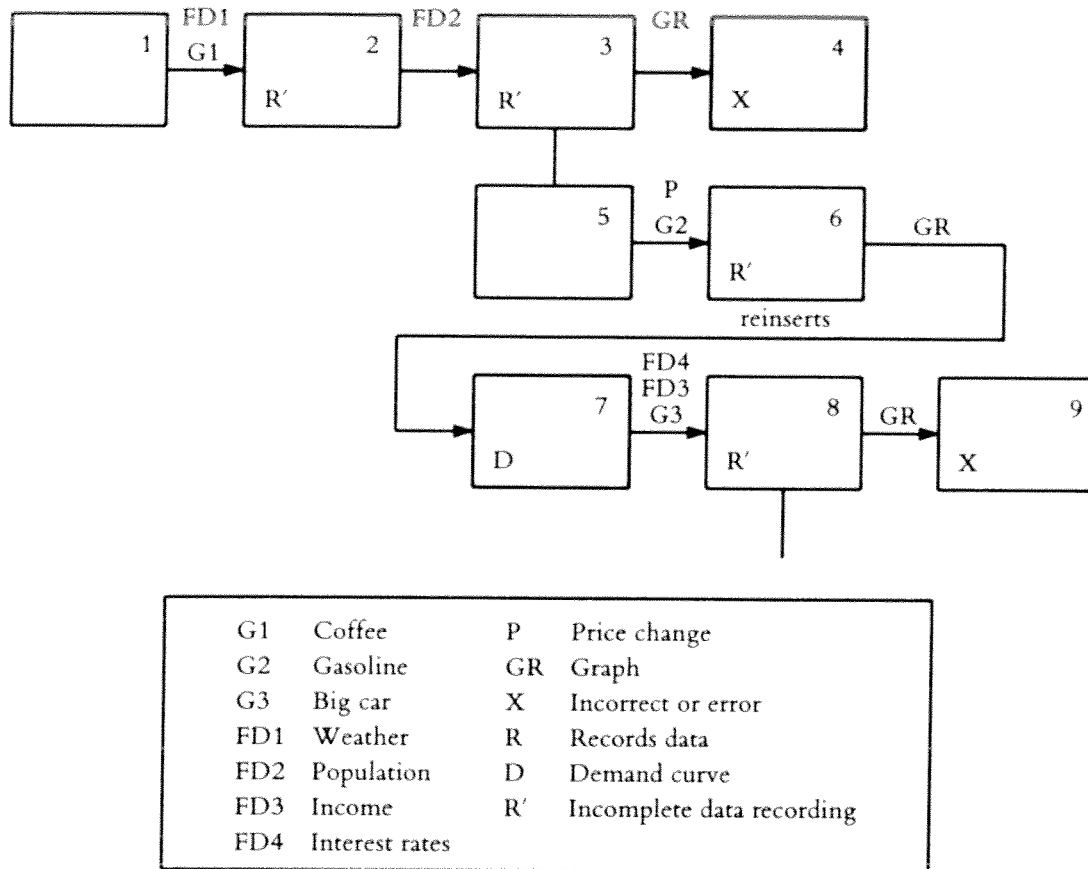 FD1 FD2 GR
1 G1 2 3 4
R′ R′ X
P
5 G2 6 GR
R′
reinserts
FD4
FD3
7 G3 8 GR 9
D R′ X
G1 Coffee P Price change
G2 Gasoline GR Graph
G3 Big car X Incorrect or error
FD1 Weather R Records data
FD2 Population D Demand curve
FD3 Income R′ Incomplete data recording
FD4 Interest rates